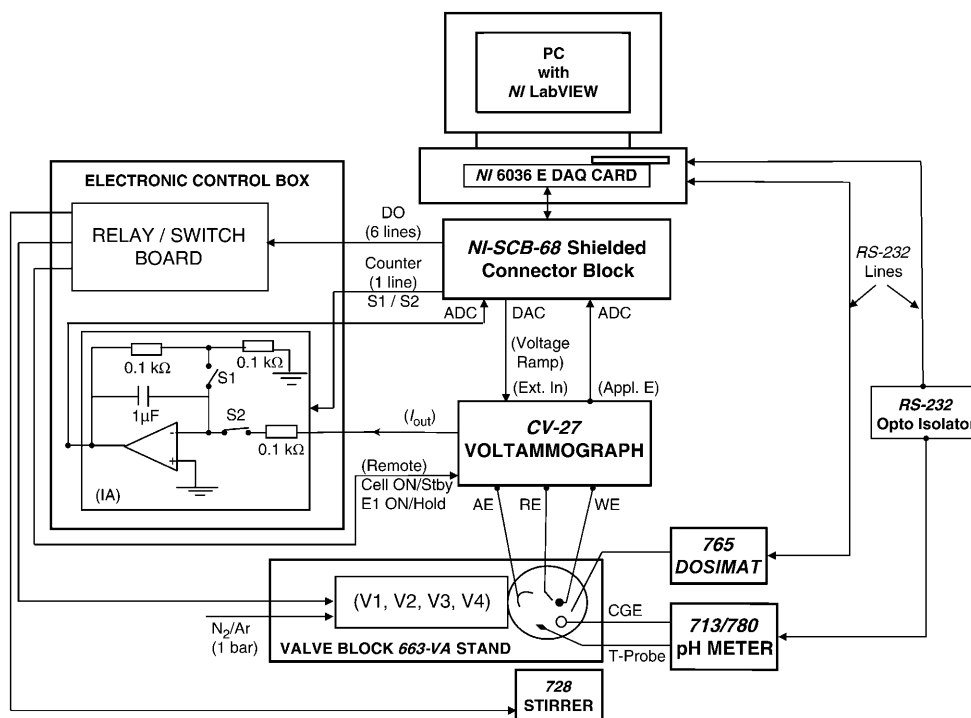 PC
with
NI LabVIEW
NI 6036 E DAQ CARD
ELECTRONIC CONTROL BOX
RELAY / SWITCH
BOARD
DO
(6 lines)
Counter
(1 line)
S1 / S2
NI-SCB-68 Shielded
Connector Block
RS-232
Lines
ADC
DAC
ADC
(Voltage
Ramp)
(Ext. In)
(Appl. E)
0.1 kΩ
0.1 kΩ
S1
1µF
S2
0.1 kΩ
-
+
(IA)
(Iout)
CV-27
VOLTAMMOGRAPH
RS-232
Opto Isolator
(Remote)
Cell ON/Stby
E1 ON/Hold
AE
RE
WE
765
DOSIMAT
(V1, V2, V3, V4)
N2/Ar
(1 bar)
VALVE BLOCK 663-VA STAND
CGE
T-Probe
713/780
pH METER
728
STIRRER